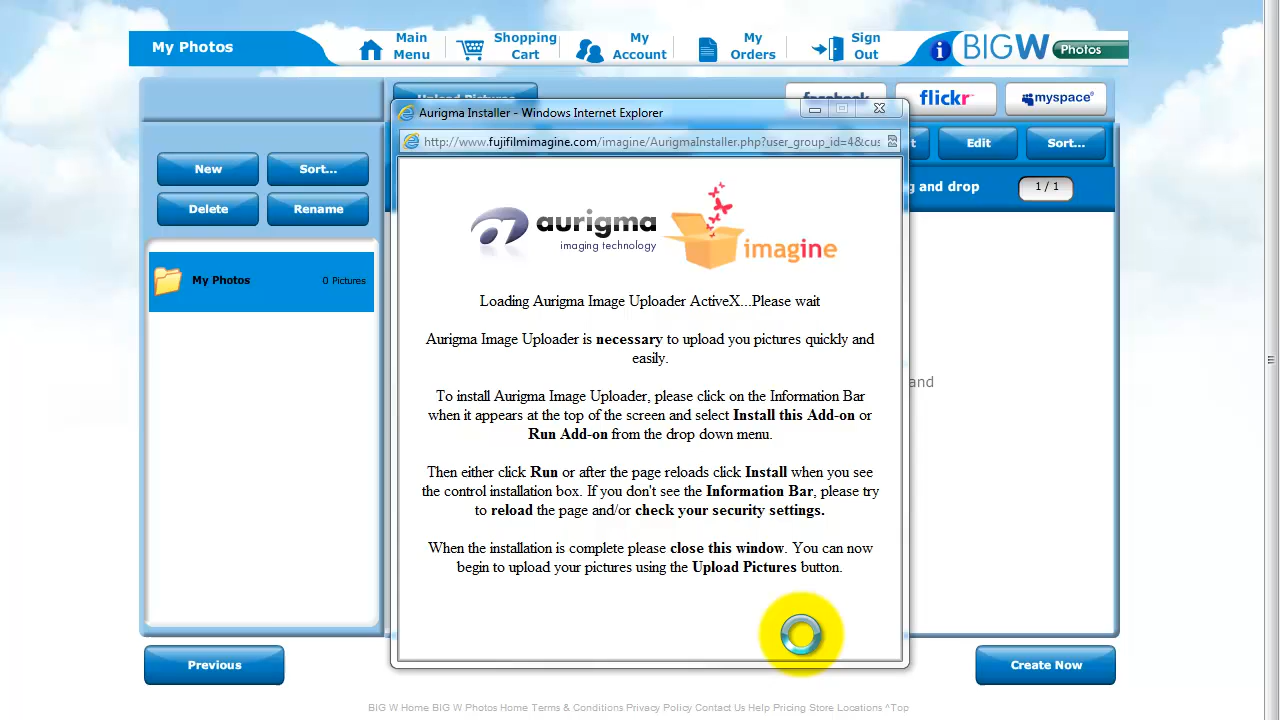 My Photos
Main Menu
Shopping Cart
My Account
My Orders
Sign Out
i BIGW Photos
Upload Pictures
facebook
flickr
myspace
Aurigma Installer - Windows Internet Explorer
http://www.fujifilmimagine.com/imagine/AurigmaInstaller.php?user_group_id=4&cus
New
Sort...
Edit
Sort...
Delete
Rename
g and drop
1 / 1
My Photos
0 Pictures
aurigma
imaging technology
imagine
Loading Aurigma Image Uploader ActiveX...Please wait
Aurigma Image Uploader is necessary to upload you pictures quickly and
easily.
and
To install Aurigma Image Uploader, please click on the Information Bar
when it appears at the top of the screen and select Install this Add-on or
Run Add-on from the drop down menu.
Then either click Run or after the page reloads click Install when you see
the control installation box. If you don't see the Information Bar, please try
to reload the page and/or check your security settings.
When the installation is complete please close this window. You can now
begin to upload your pictures using the Upload Pictures button.
Previous
Create Now
BIG W Home BIG W Photos Home Terms & Conditions Privacy Policy Contact Us Help Pricing Store Locations ^Top